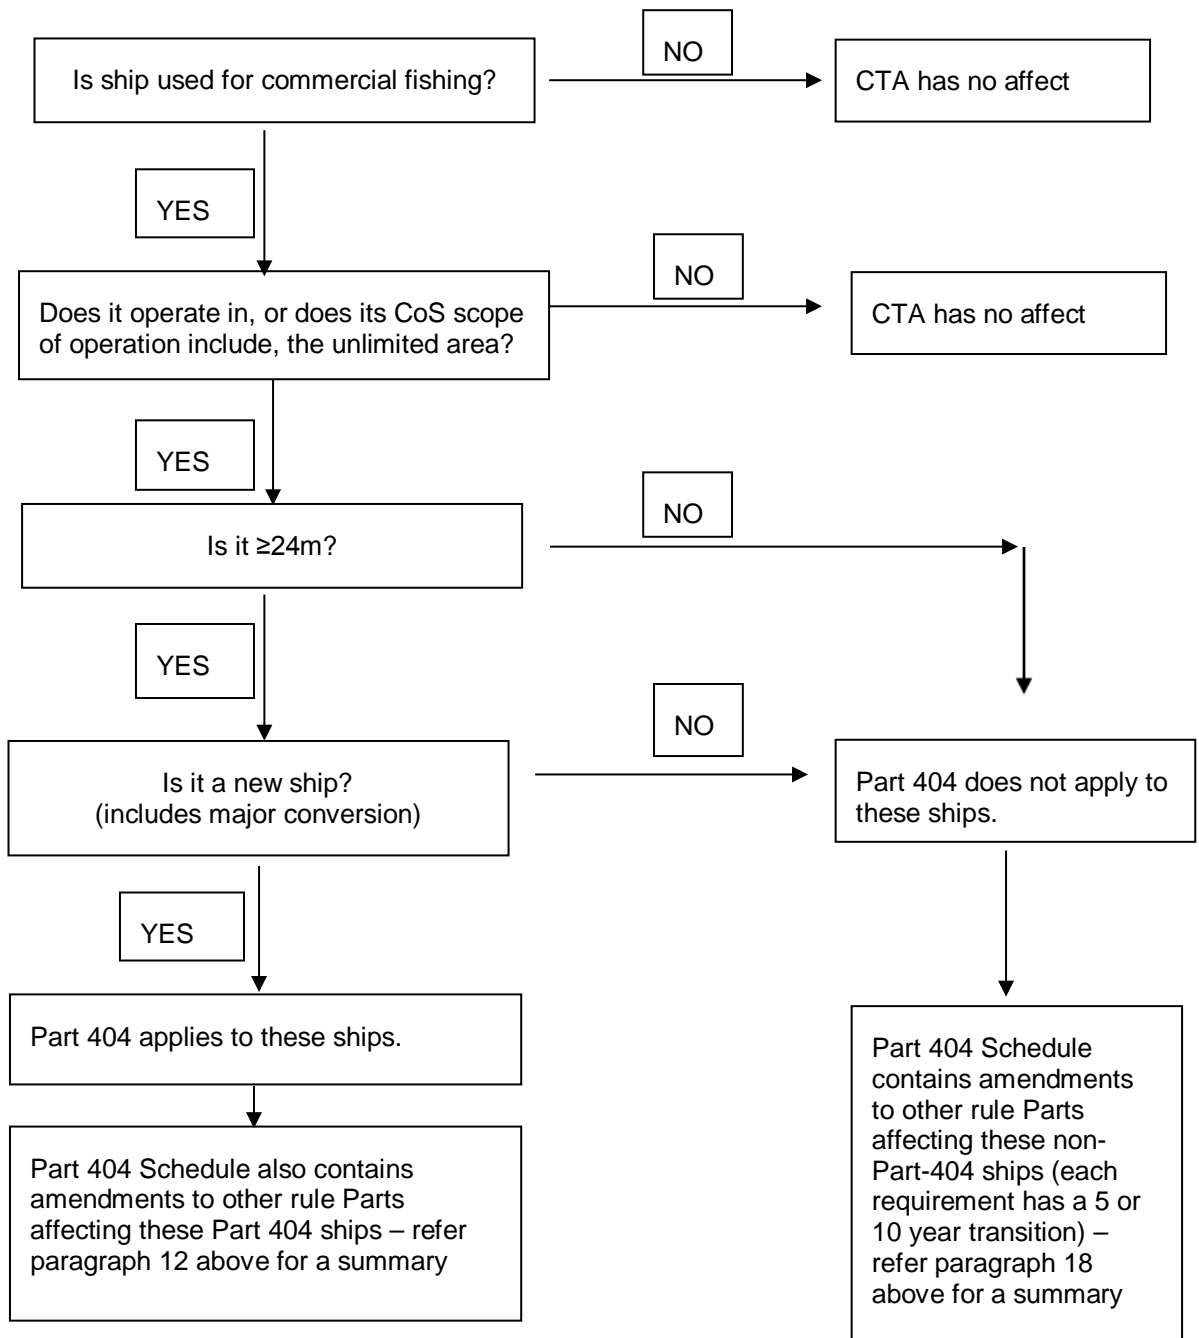 NO
Is ship used for commercial fishing?
CTA has no affect
YES
NO
Does it operate in, or does its CoS scope
of operation include, the unlimited area?
CTA has no affect
YES
NO
Is it ≥24m?
YES
NO
Is it a new ship?
(includes major conversion)
Part 404 does not apply to
these ships.
YES
Part 404 applies to these ships.
Part 404 Schedule also contains
amendments to other rule Parts
affecting these Part 404 ships – refer
paragraph 12 above for a summary
Part 404 Schedule
contains amendments
to other rule Parts
affecting these non-
Part-404 ships (each
requirement has a 5 or
10 year transition) –
refer paragraph 18
above for a summary